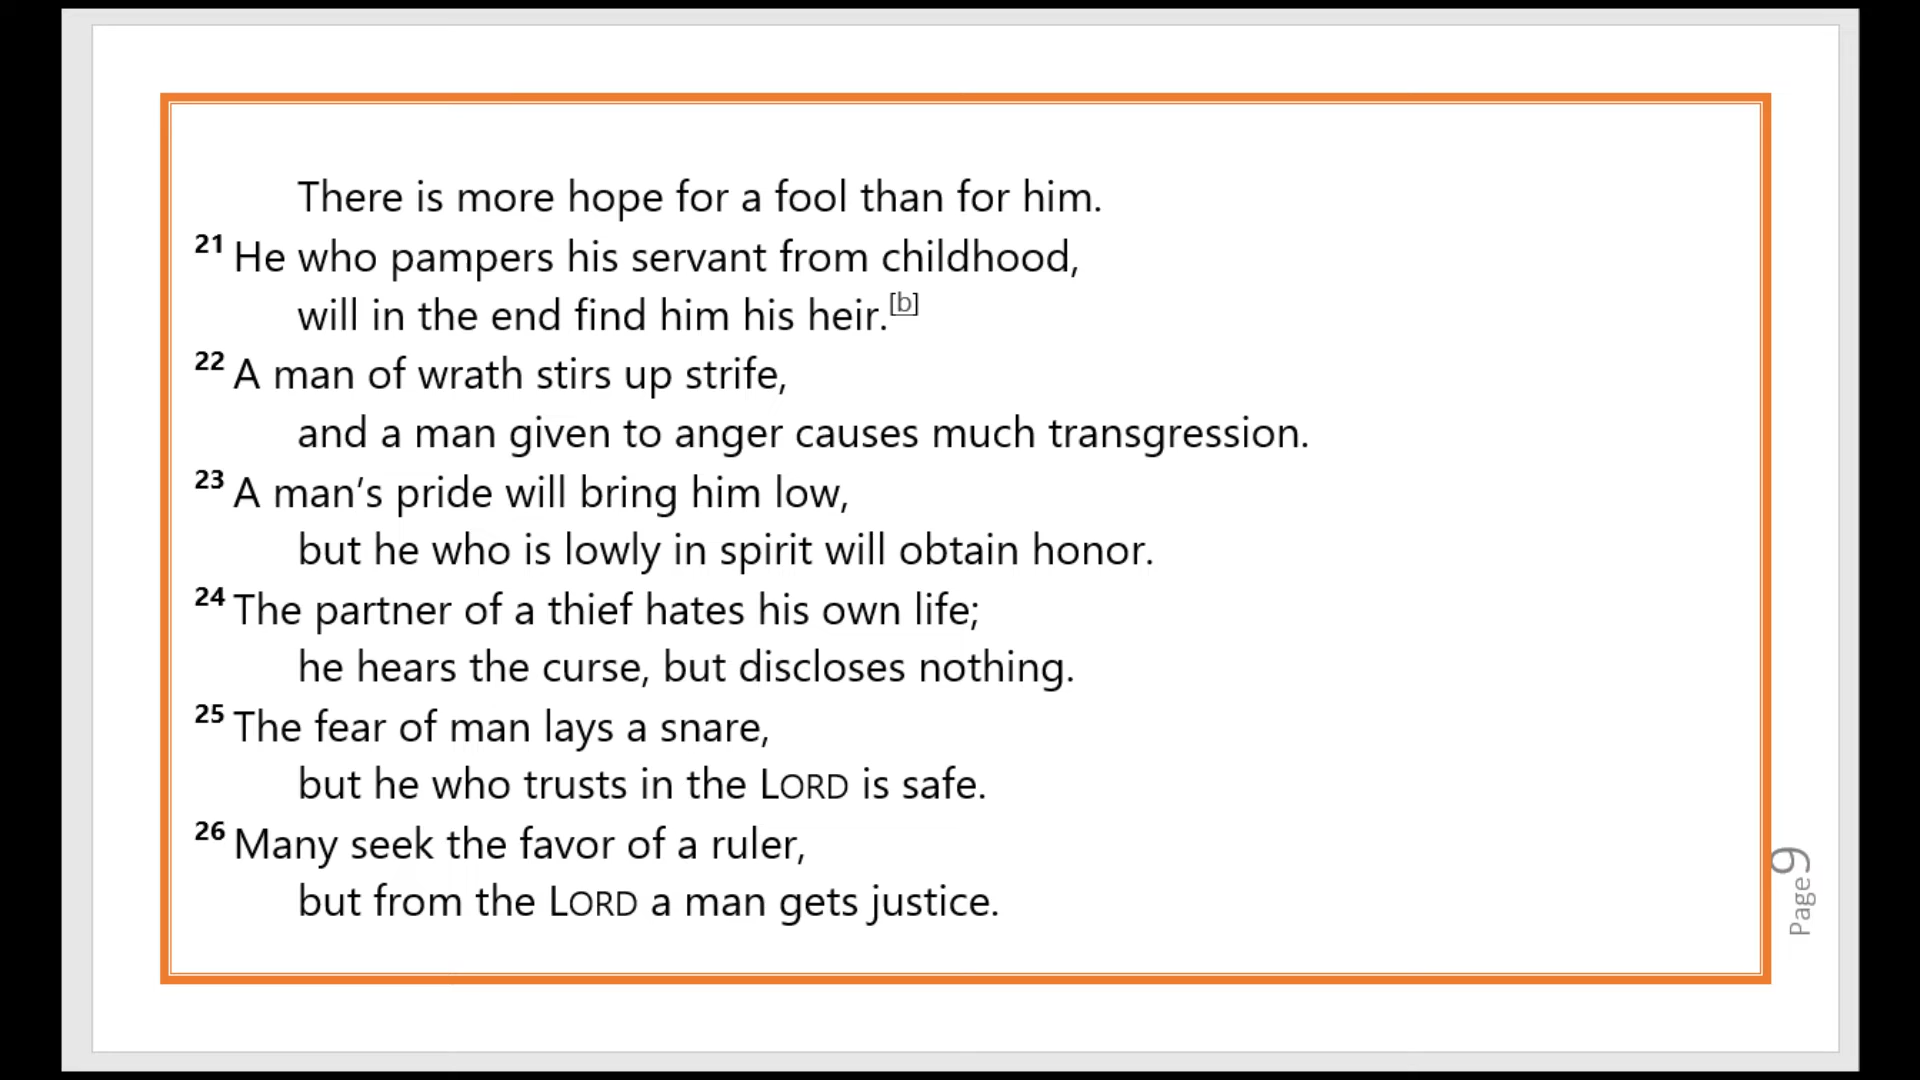 There is more hope for a fool than for him.
21 He who pampers his servant from childhood,
will in the end find him his heir.[b]
22 A man of wrath stirs up strife,
and a man given to anger causes much transgression.
23 A man’s pride will bring him low,
but he who is lowly in spirit will obtain honor.
24 The partner of a thief hates his own life;
he hears the curse, but discloses nothing.
25 The fear of man lays a snare,
but he who trusts in the LORD is safe.
26 Many seek the favor of a ruler,
but from the LORD a man gets justice.
Page 9